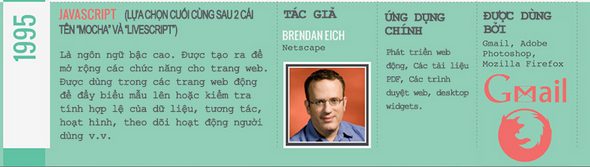 1995
JAVASCRIPT (LỰA CHỌN CUỐI CÙNG SAU 2 CÁI
TÊN “MOCHA” VÀ “LIVESCRIPT”)
Là ngôn ngữ bậc cao. Được tạo ra để
mở rộng các chức năng cho trang web.
Được dùng trong các trang web động
để đẩy biểu mẫu lên hoặc kiểm tra
tính hợp lệ của dữ liệu, tương tác,
hoạt hình, theo dõi hoạt động người
dùng v.v.
TÁC GIẢ
BRENDAN EICH
Netscape
ỨNG DỤNG
CHÍNH
Phát triển web
động, Các tài liệu
PDF, Các trình
duyệt web, desktop
widgets.
ĐƯỢC DÙNG
BỞI
Gmail, Adobe
Photoshop,
Mozilla Firefox
GMail